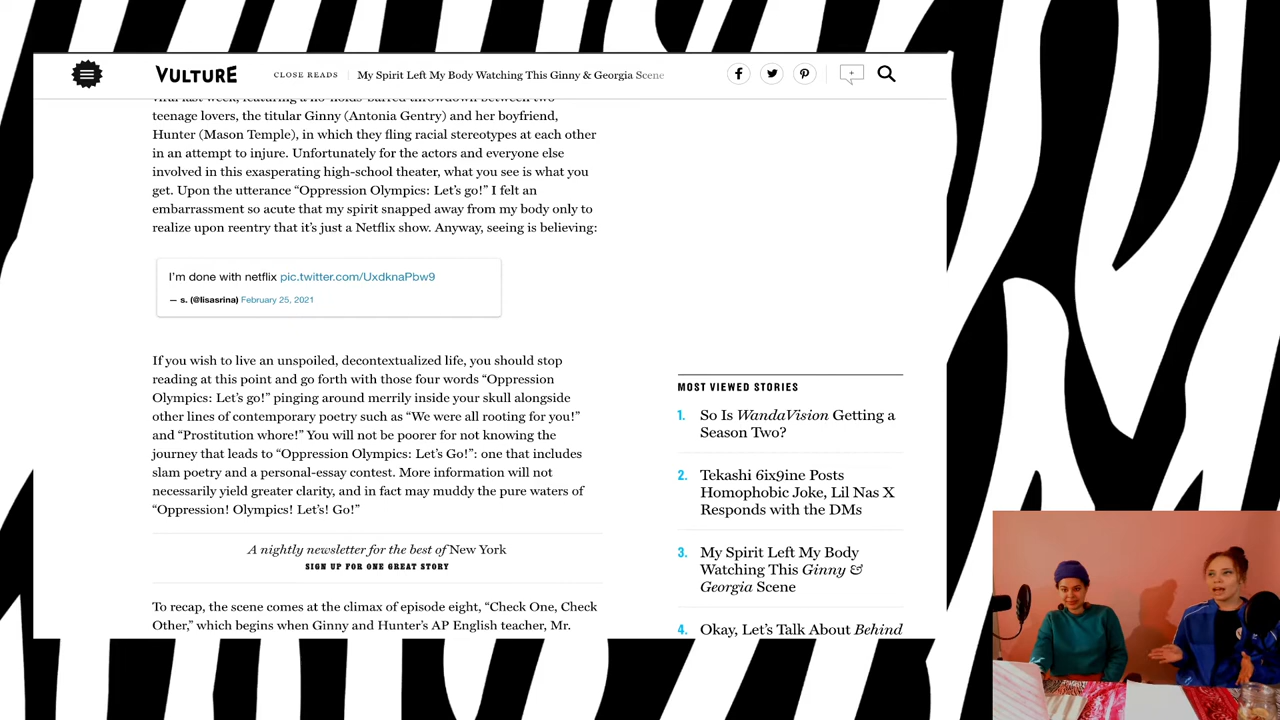 VULTURE
CLOSE READS
My Spirit Left My Body Watching This Ginny & Georgia Scene
viral last week, featuring a no-holds-barred throwdown between two
teenage lovers, the titular Ginny (Antonia Gentry) and her boyfriend,
Hunter (Mason Temple), in which they fling racial stereotypes at each other
in an attempt to injure. Unfortunately for the actors and everyone else
involved in this exasperating high-school theater, what you see is what you
get. Upon the utterance “Oppression Olympics: Let’s go!” I felt an
embarrassment so acute that my spirit snapped away from my body only to
realize upon reentry that it’s just a Netflix show. Anyway, seeing is believing:
I'm done with netflix pic.twitter.com/UxdknaPbw9
— s. (@lisasrina) February 25, 2021
If you wish to live an unspoiled, decontextualized life, you should stop
reading at this point and go forth with those four words “Oppression
Olympics: Let’s go!” pinging around merrily inside your skull alongside
other lines of contemporary poetry such as “We were all rooting for you!”
and “Prostitution whore!” You will not be poorer for not knowing the
journey that leads to “Oppression Olympics: Let’s Go!”: one that includes
slam poetry and a personal-essay contest. More information will not
necessarily yield greater clarity, and in fact may muddy the pure waters of
“Oppression! Olympics! Let’s! Go!”
A nightly newsletter for the best of New York
SIGN UP FOR ONE GREAT STORY
To recap, the scene comes at the climax of episode eight, “Check One, Check
Other,” which begins when Ginny and Hunter’s AP English teacher, Mr.
MOST VIEWED STORIES
1. So Is WandaVision Getting a
Season Two?
2. Tekashi 6ix9ine Posts
Homophobic Joke, Lil Nas X
Responds with the DMs
3. My Spirit Left My Body
Watching This Ginny &
Georgia Scene
4. Okay, Let’s Talk About Behind